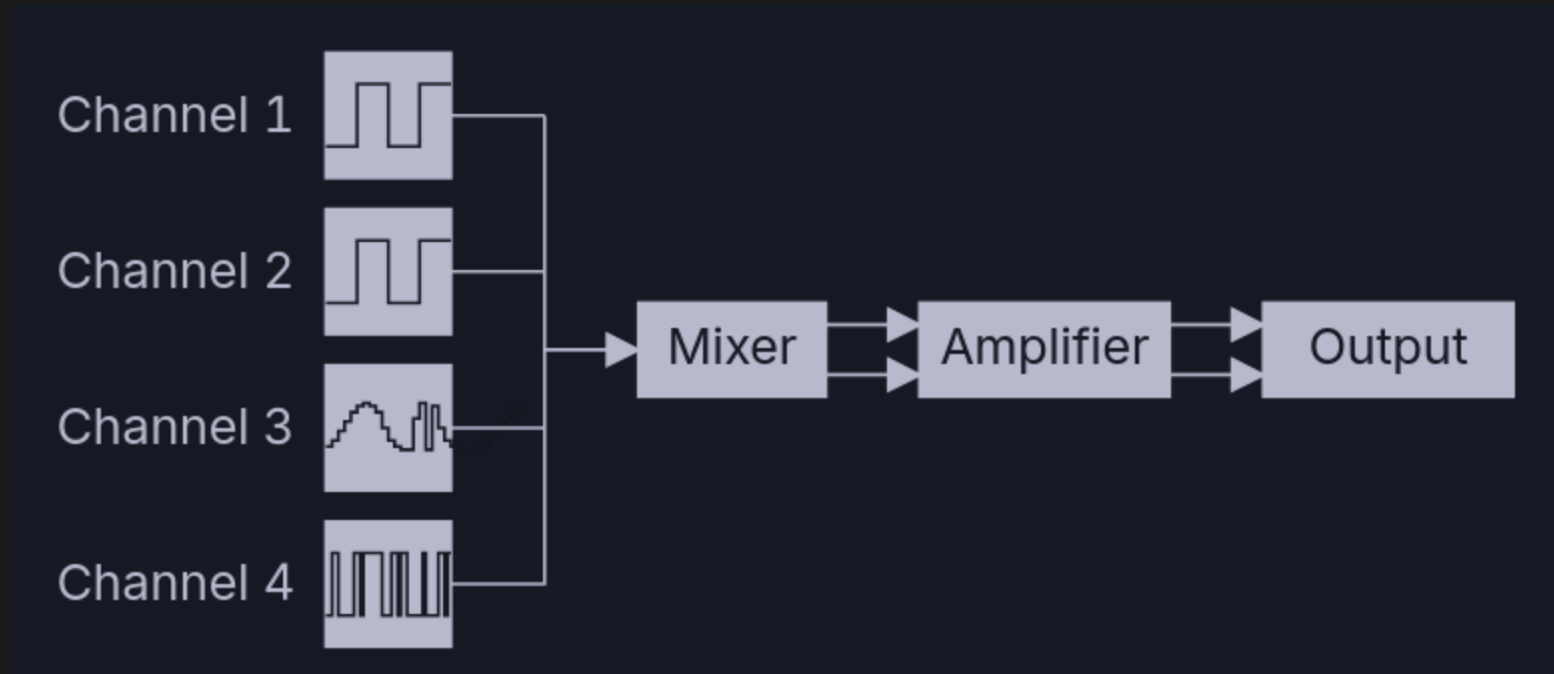 Channel 1
Channel 2
Mixer
Amplifier
Output
Channel 3
Channel 4